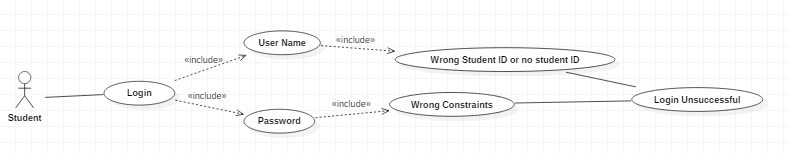 Student
Login
«include»
«include»
User Name
Password
«include»
«include»
Wrong Student ID or no student ID
Wrong Constraints
Login Unsuccessful